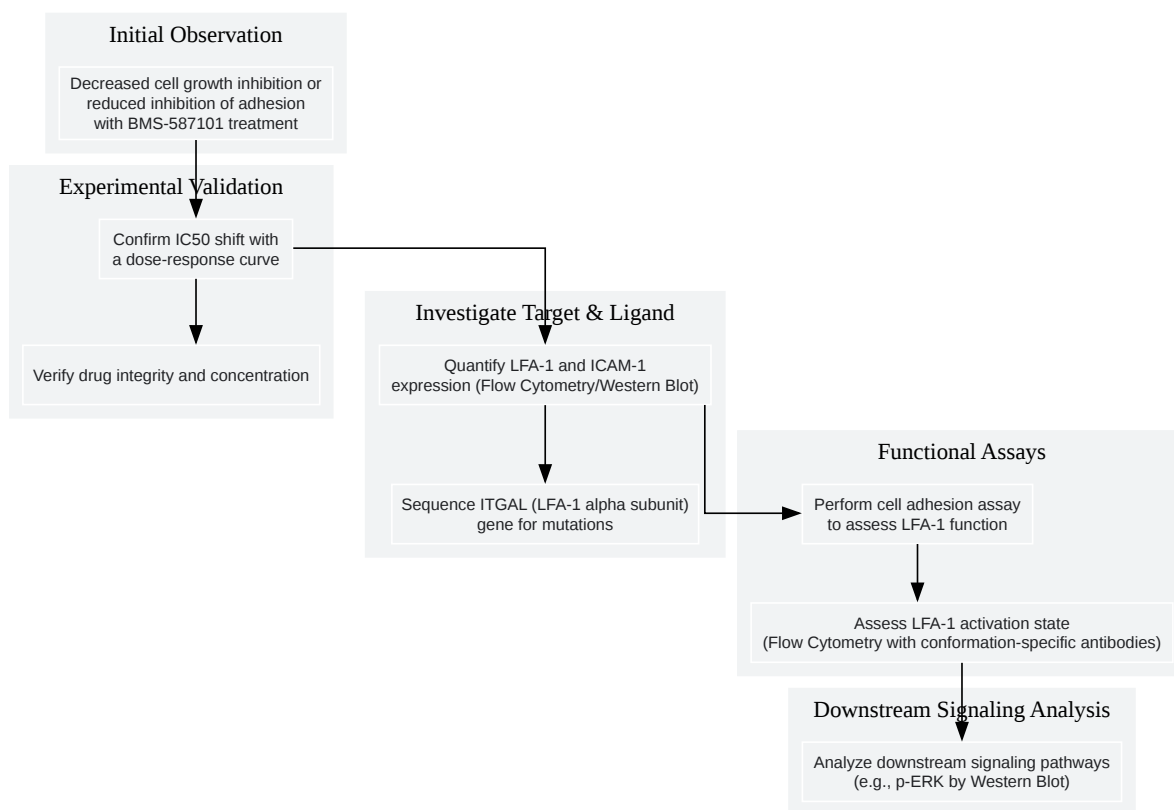 Initial Observation
Decreased cell growth inhibition or
reduced inhibition of adhesion
with BMS-587101 treatment
Experimental Validation
Confirm IC50 shift with
a dose-response curve
Verify drug integrity and concentration
Investigate Target & Ligand
Quantify LFA-1 and ICAM-1
expression (Flow Cytometry/Western Blot)
Sequence ITGAL (LFA-1 alpha subunit)
gene for mutations
Functional Assays
Perform cell adhesion assay
to assess LFA-1 function
Assess LFA-1 activation state
(Flow Cytometry with conformation-specific antibodies)
Downstream Signaling Analysis
Analyze downstream signaling pathways
(e.g., p-ERK by Western Blot)